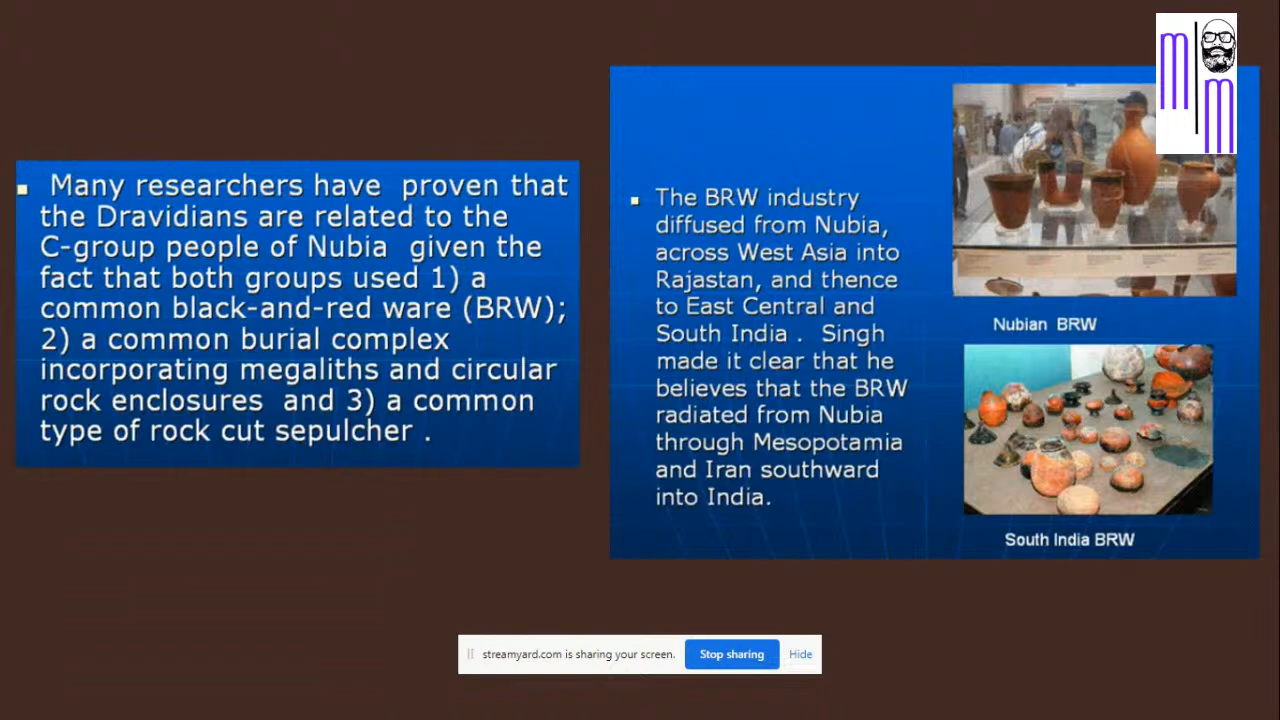 Many researchers have proven that
the Dravidians are related to the
C-group people of Nubia given the
fact that both groups used 1) a
common black-and-red ware (BRW);
2) a common burial complex
incorporating megaliths and circular
rock enclosures and 3) a common
type of rock cut sepulcher .
The BRW industry
diffused from Nubia,
across West Asia into
Rajastan, and thence
to East Central and
South India . Singh
made it clear that he
believes that the BRW
radiated from Nubia
through Mesopotamia
and Iran southward
into India.
m
m
Nubian BRW
South India BRW
streamyard.com is sharing your screen. Stop sharing Hide